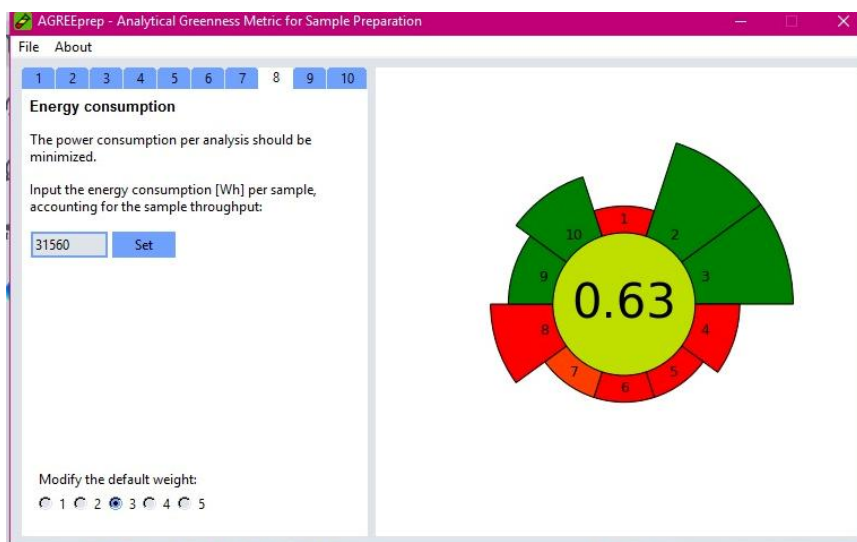 AGREEprep - Analytical Greenness Metric for Sample Preparation
File About
1 2 3 4 5 6 7 8 9 10
Energy consumption
The power consumption per analysis should be
minimized.
Input the energy consumption [Wh] per sample,
accounting for the sample throughput:
31560 Set
Modify the default weight:
1 2 3 4 5
1
2
3
4
5
6
7
8
9
10
0.63